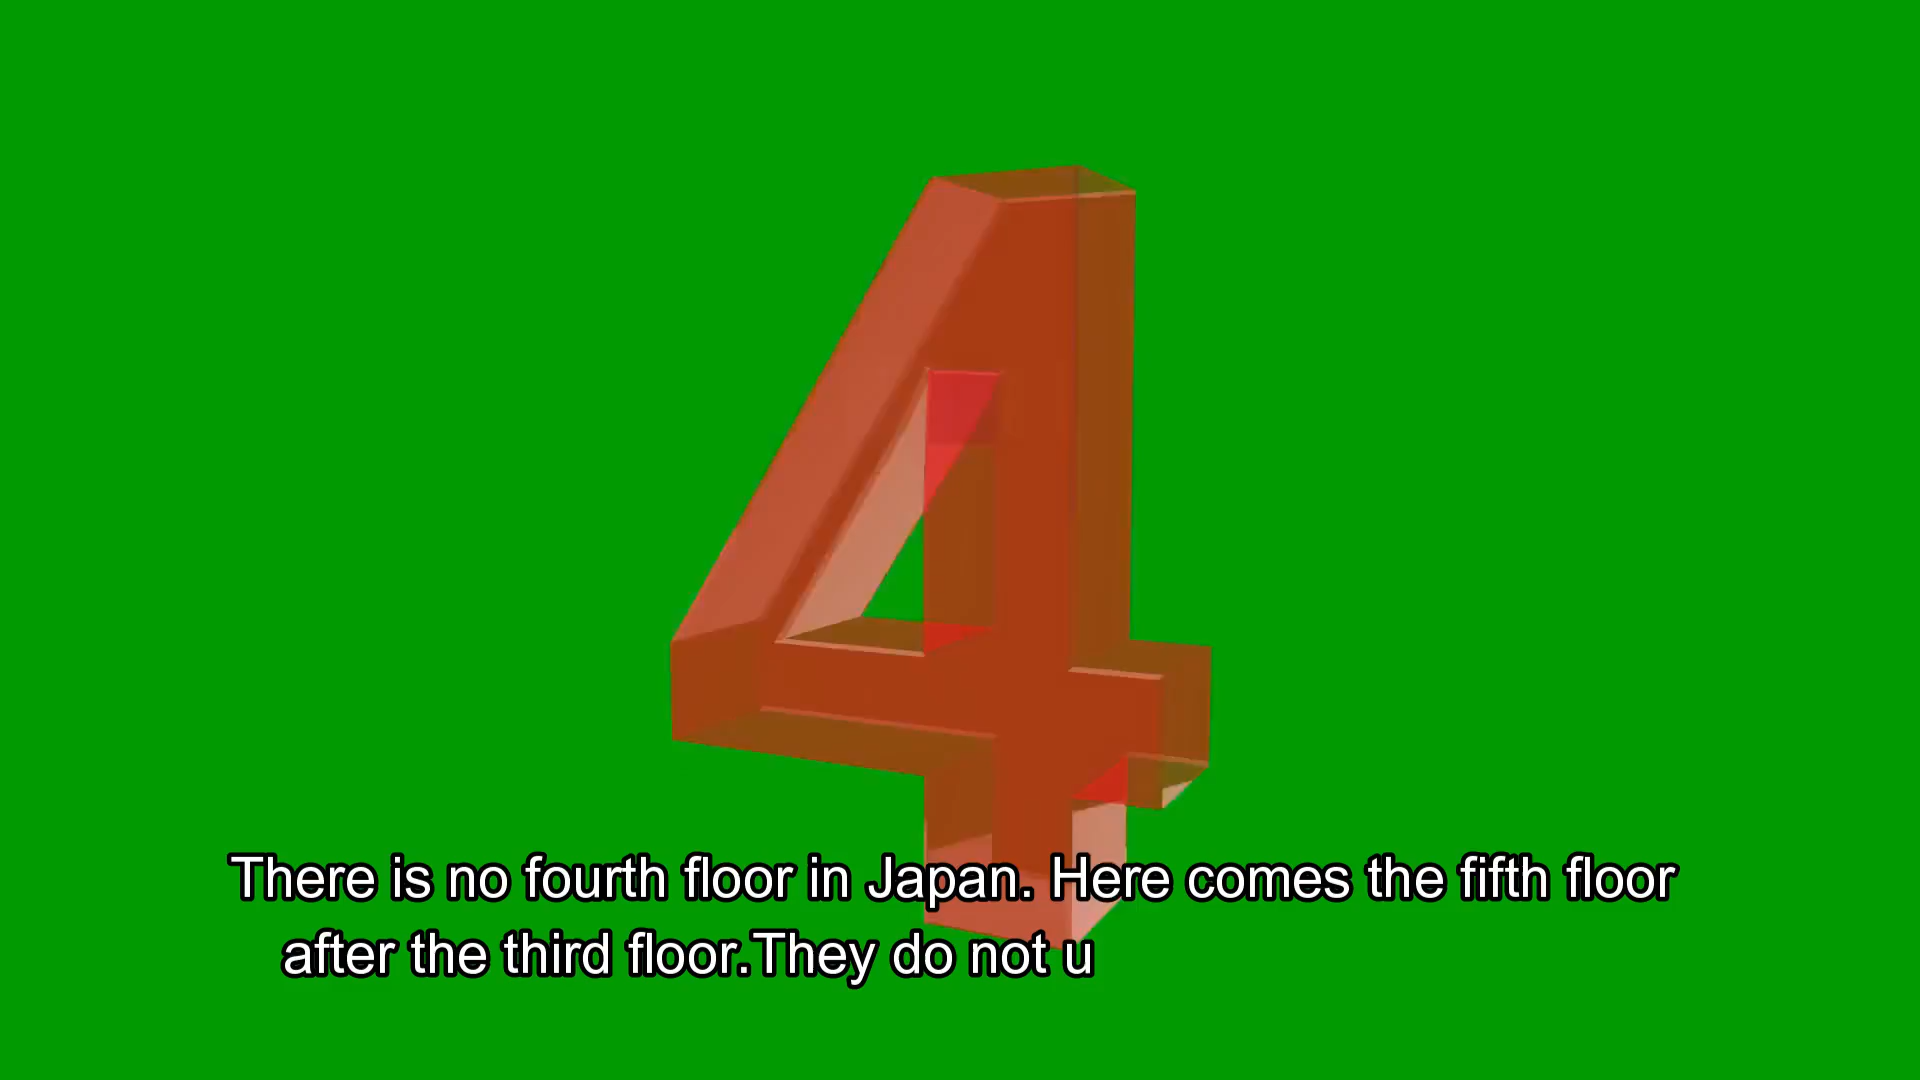 4
There is no fourth floor in Japan. Here comes the fifth floor
after the third floor.They do not u